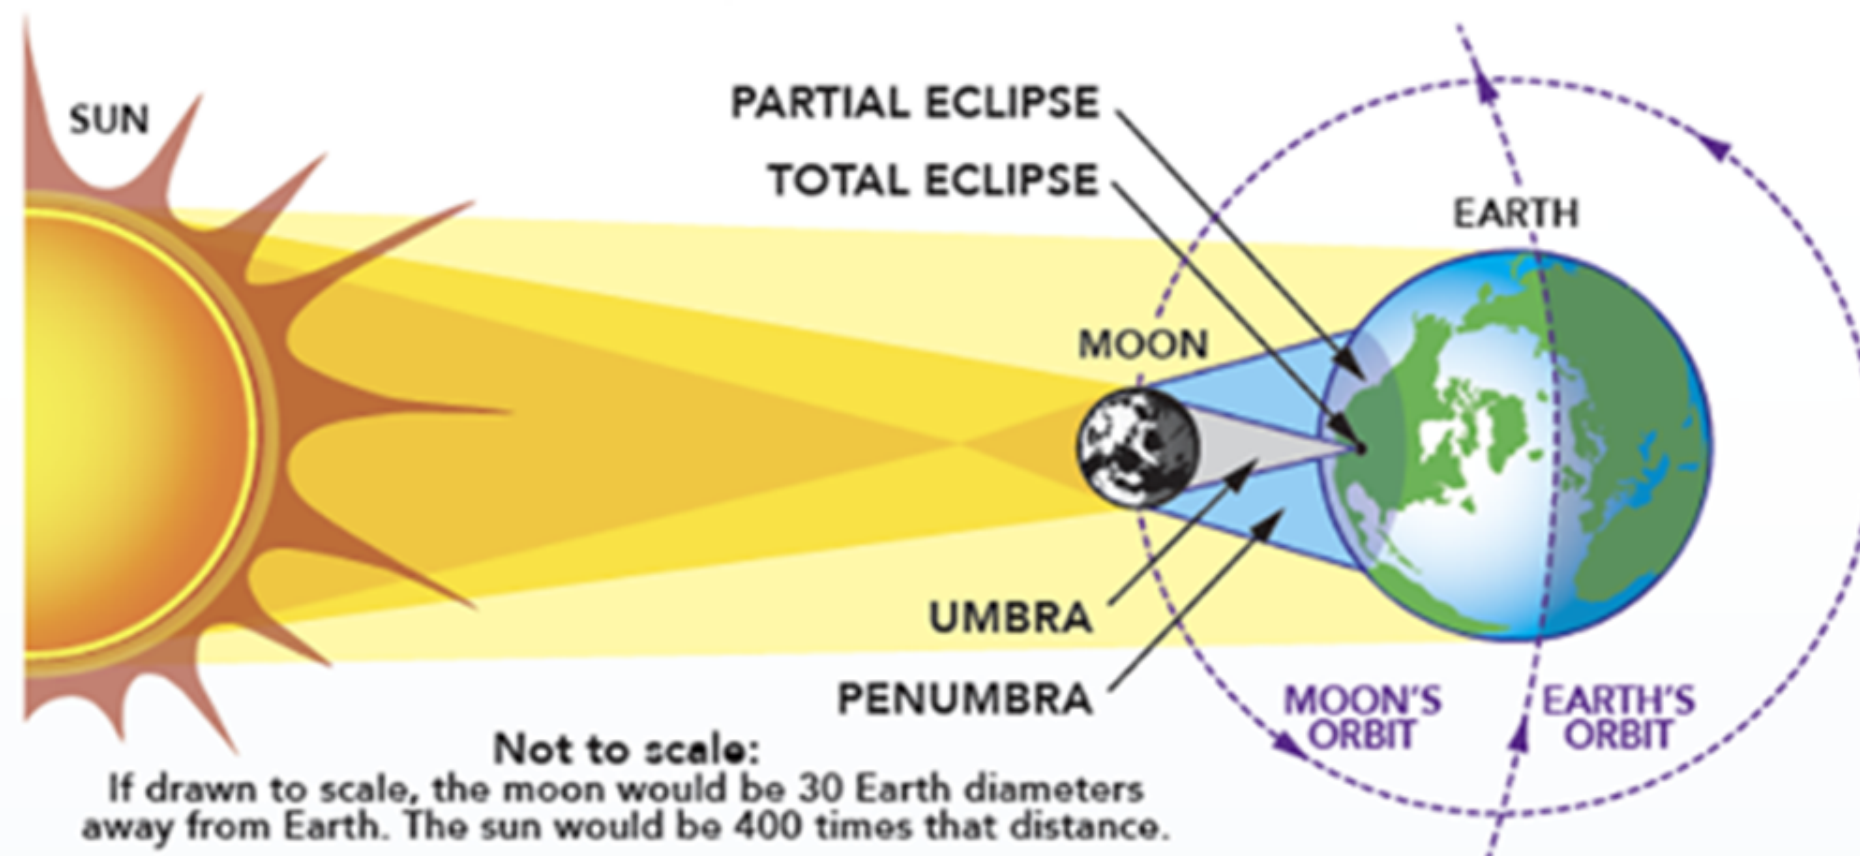 SUN
PARTIAL ECLIPSE
TOTAL ECLIPSE
EARTH
MOON
UMBRA
PENUMBRA
MOON'S
ORBIT
EARTH'S
ORBIT
Not to scale:
If drawn to scale, the moon would be 30 Earth diameters
away from Earth. The sun would be 400 times that distance.